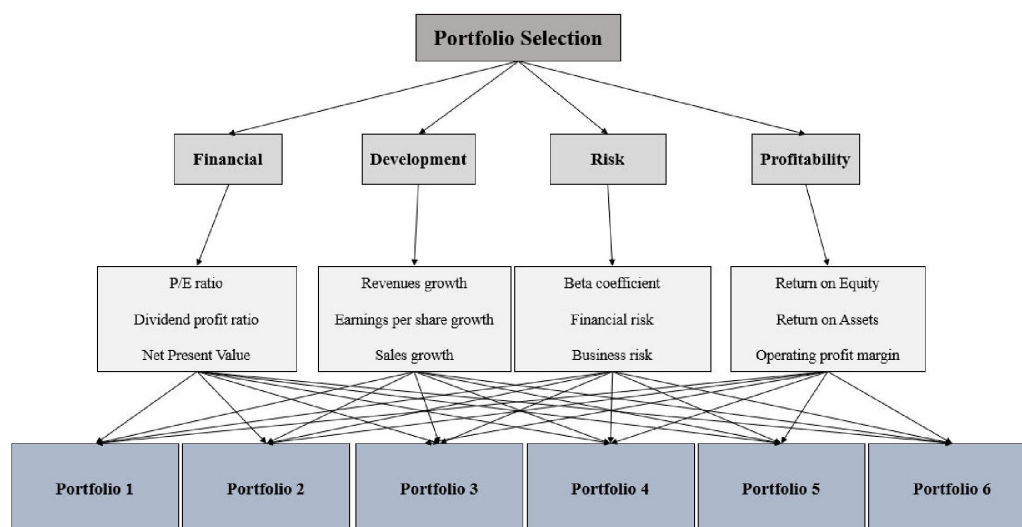 Portfolio Selection
Financial
Development
Risk
Profitability
P/E ratio
Dividend profit ratio
Net Present Value
Revenues growth
Earnings per share growth
Sales growth
Beta coefficient
Financial risk
Business risk
Return on Equity
Return on Assets
Operating profit margin
Portfolio 1
Portfolio 2
Portfolio 3
Portfolio 4
Portfolio 5
Portfolio 6